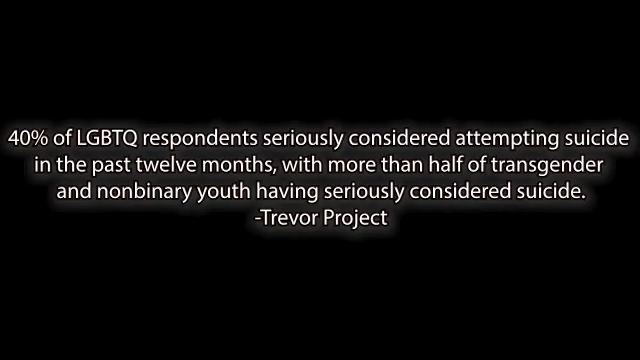 40% of LGBTQ respondents seriously considered attempting suicide
in the past twelve months, with more than half of transgender
and nonbinary youth having seriously considered suicide.
-Trevor Project